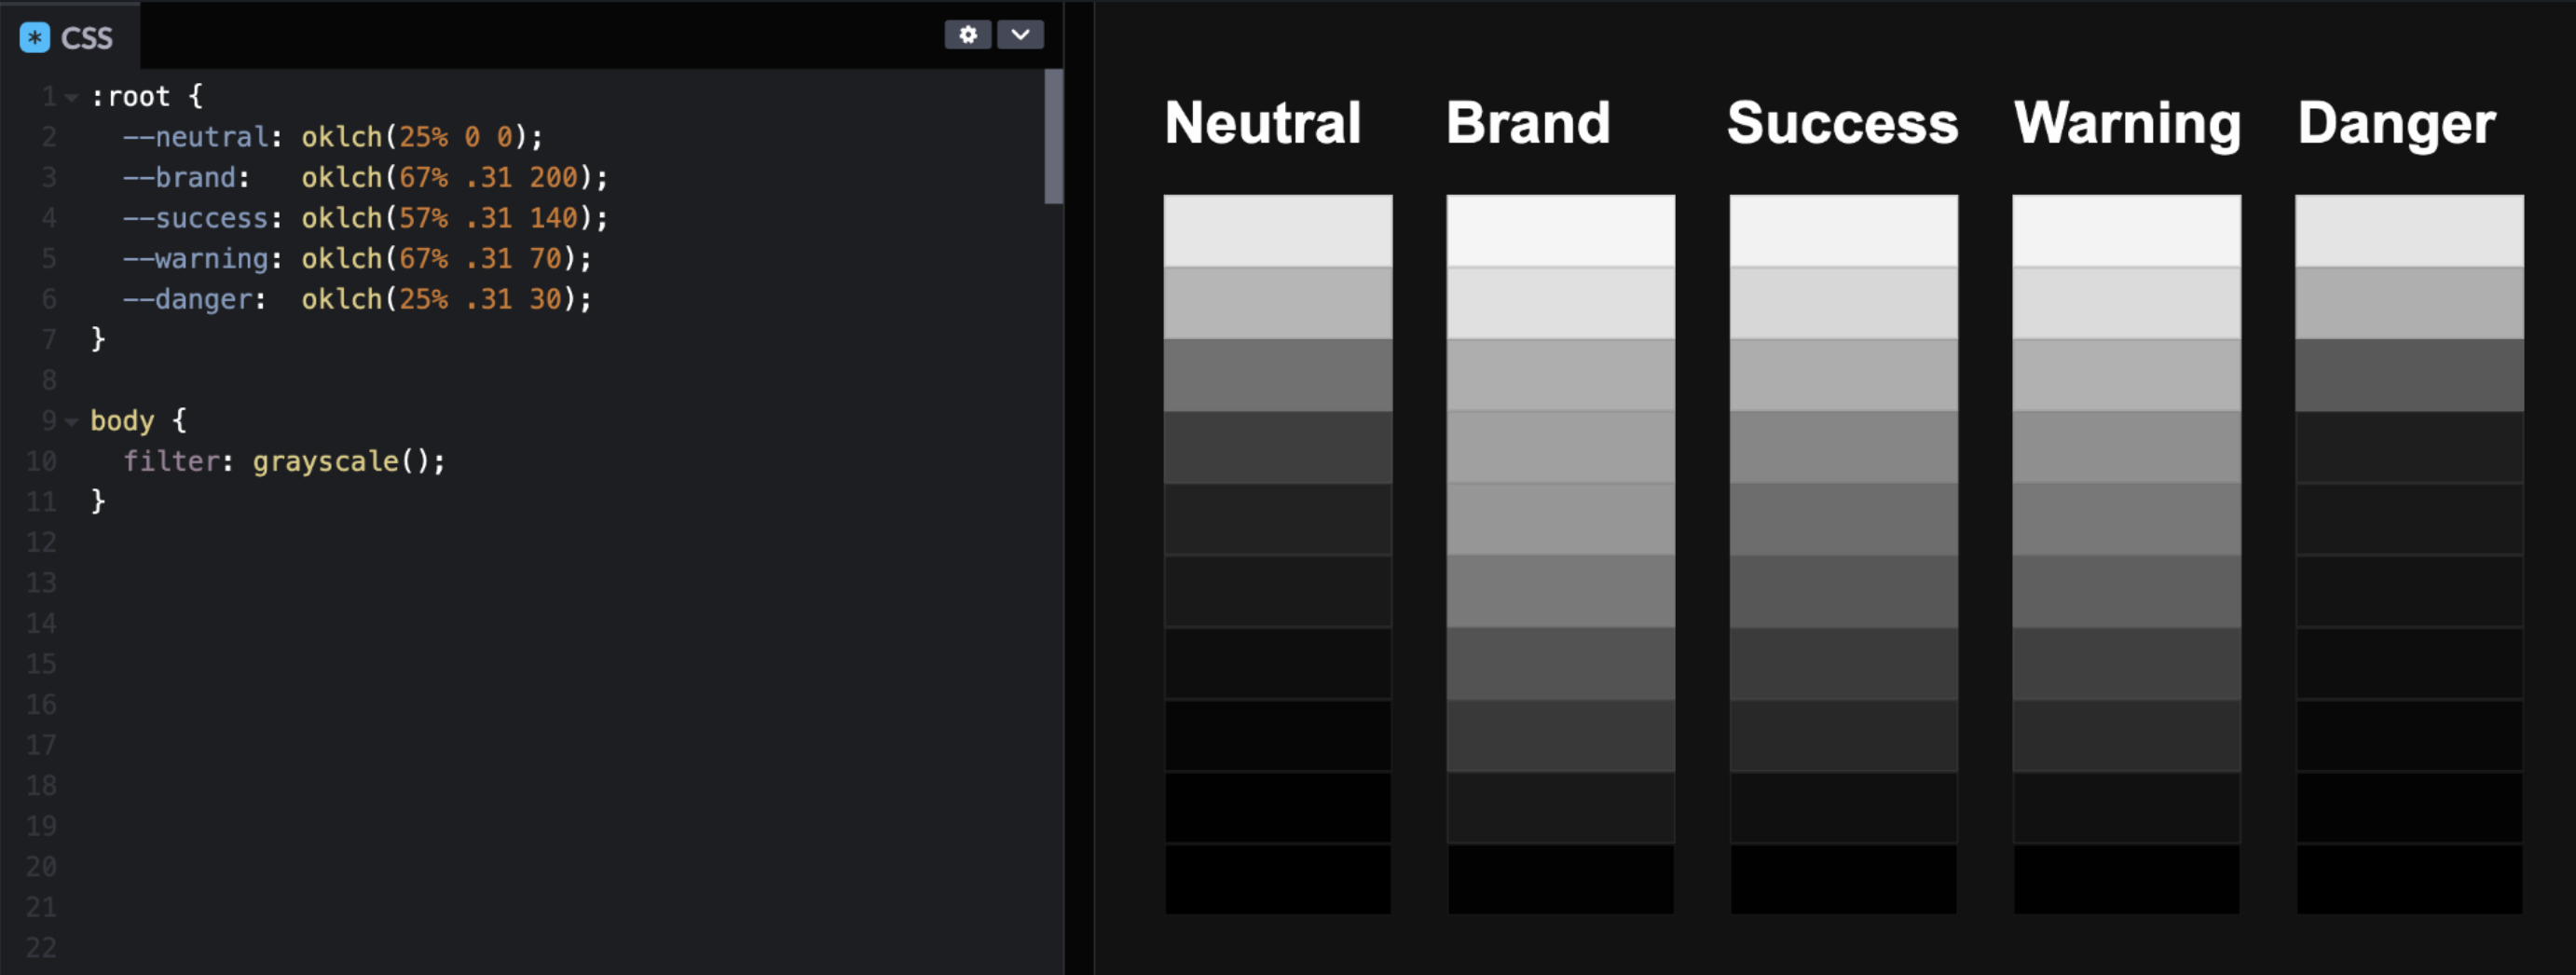 CSS
1 :root {
2 --neutral: oklch(25% 0 0);
3 --brand: oklch(67% .31 200);
4 --success: oklch(57% .31 140);
5 --warning: oklch(67% .31 70);
6 --danger: oklch(25% .31 30);
7 }
8
9 body {
10 filter: grayscale();
11 }
12
13
14
15
16
17
18
19
20
21
22
Neutral Brand Success Warning Danger